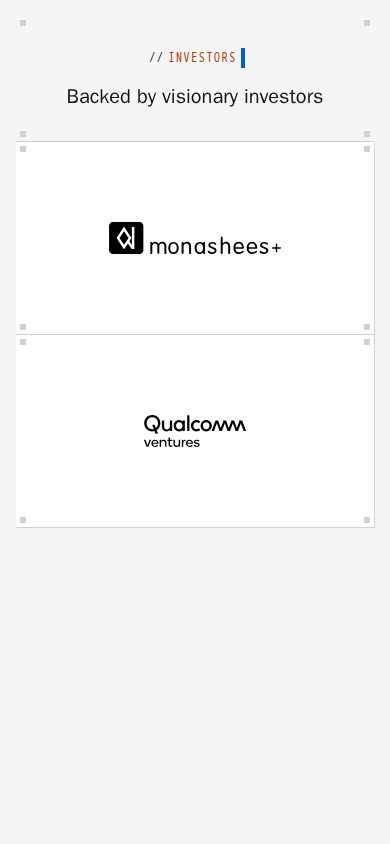 // INVESTORS
Backed by visionary investors
monashees+
Qualcomm
ventures